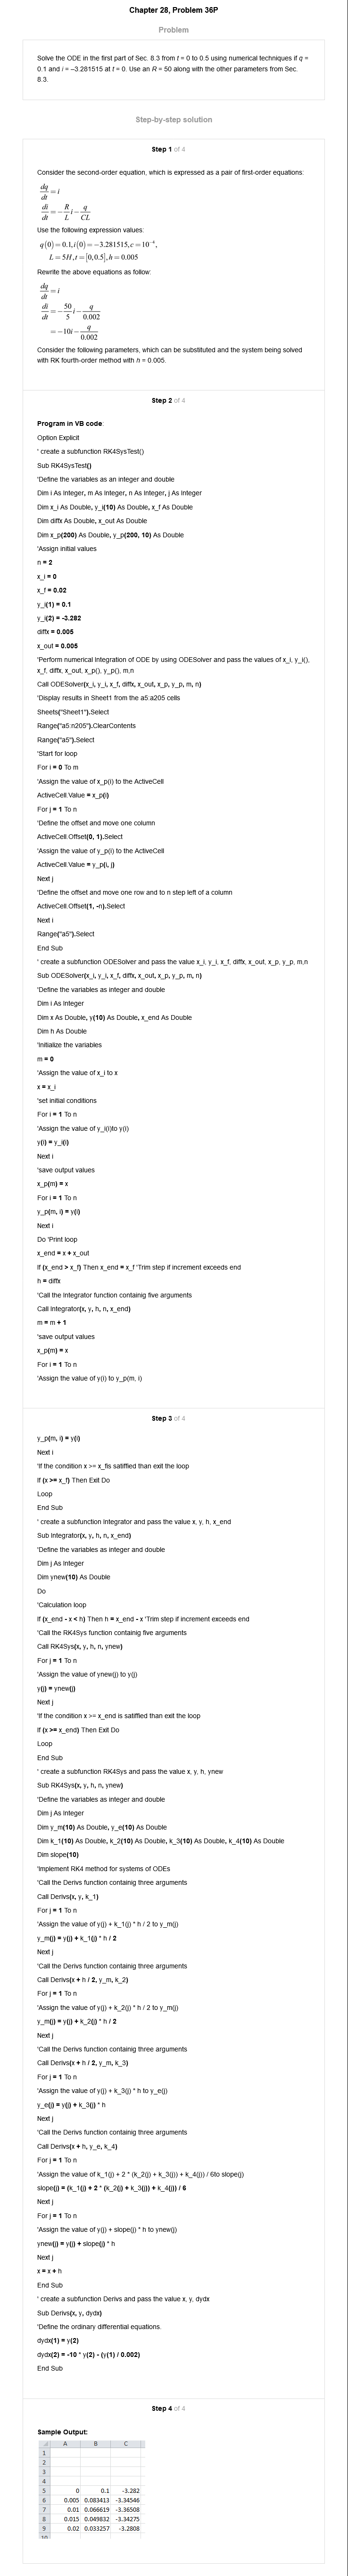 Chapter 28, Problem 36P
Problem
Solve the ODE in the first part of Sec. 8.3 from t = 0 to 0.5 using numerical techniques if q =
0.1 and i = –3.281515 at t = 0. Use an R = 50 along with the other parameters from Sec.
8.3.
Step-by-step solution
Step 1 of 4
Consider the second-order equation, which is expressed as a pair of first-order equations:
dq/dt = i
di/dt = -R/L i - q/CL
Use the following expression values:
q(0) = 0.1, i(0) = -3.281515, c = 10⁻⁴,
L = 5H, t = [0,0.5], h = 0.005
Rewrite the above equations as follow:
dq/dt = i
di/dt = -50/5 i - q/0.002
= -10i - q/0.002
Consider the following parameters, which can be substituted and the system being solved
with RK fourth-order method with h = 0.005.
Step 2 of 4
Program in VB code:
Option Explicit
' create a subfunction RK4SysTest()
Sub RK4SysTest()
'Define the variables as an integer and double
Dim i As Integer, m As Integer, n As Integer, j As Integer
Dim x_i As Double, y_i(10) As Double, x_f As Double
Dim diffx As Double, x_out As Double
Dim x_p(200) As Double, y_p(200, 10) As Double
'Assign initial values
n = 2
x_i = 0
x_f = 0.02
y_i(1) = 0.1
y_i(2) = -3.282
diffx = 0.005
x_out = 0.005
'Perform numerical Integration of ODE by using ODESolver and pass the values of x_i, y_i(),
x_f, diffx, x_out, x_p(), y_p(), m,n
Call ODESolver(x_i, y_i, x_f, diffx, x_out, x_p, y_p, m, n)
'Display results in Sheet1 from the a5:a205 cells
Sheets("Sheet1").Select
Range("a5:n205").ClearContents
Range("a5").Select
'Start for loop
For i = 0 To m
'Assign the value of x_p(i) to the ActiveCell
ActiveCell.Value = x_p(i)
For j = 1 To n
'Define the offset and move one column
ActiveCell.Offset(0, 1).Select
'Assign the value of y_p(i) to the ActiveCell
ActiveCell.Value = y_p(i, j)
Next j
'Define the offset and move one row and to n step left of a column
ActiveCell.Offset(1, -n).Select
Next i
Range("a5").Select
End Sub
' create a subfunction ODESolver and pass the value x_i, y_i, x_f, diffx, x_out, x_p, y_p, m,n
Sub ODESolver(x_i, y_i, x_f, diffx, x_out, x_p, y_p, m, n)
'Define the variables as integer and double
Dim i As Integer
Dim x As Double, y(10) As Double, x_end As Double
Dim h As Double
'Initialize the variables
m = 0
'Assign the value of x_i to x
x = x_i
'set initial conditions
For i = 1 To n
'Assign the value of y_i(i)to y(i)
y(i) = y_i(i)
Next i
'save output values
x_p(m) = x
For i = 1 To n
y_p(m, i) = y(i)
Next i
Do 'Print loop
x_end = x + x_out
If (x_end > x_f) Then x_end = x_f 'Trim step if increment exceeds end
h = diffx
'Call the Integrator function containig five arguments
Call Integrator(x, y, h, n, x_end)
m = m + 1
'save output values
x_p(m) = x
For i = 1 To n
'Assign the value of y(i) to y_p(m, i)
Step 3 of 4
y_p(m, i) = y(i)
Next i
'If the condition x >= x_fis satiffied than exit the loop
If (x >= x_f) Then Exit Do
Loop
End Sub
' create a subfunction Integrator and pass the value x, y, h, x_end
Sub Integrator(x, y, h, n, x_end)
'Define the variables as integer and double
Dim j As Integer
Dim ynew(10) As Double
Do
'Calculation loop
If (x_end - x < h) Then h = x_end - x 'Trim step if increment exceeds end
'Call the RK4Sys function containig five arguments
Call RK4Sys(x, y, h, n, ynew)
For j = 1 To n
'Assign the value of ynew(j) to y(j)
y(j) = ynew(j)
Next j
'If the condition x >= x_end is satiffied than exit the loop
If (x >= x_end) Then Exit Do
Loop
End Sub
' create a subfunction RK4Sys and pass the value x, y, h, ynew
Sub RK4Sys(x, y, h, n, ynew)
'Define the variables as integer and double
Dim j As Integer
Dim y_m(10) As Double, y_e(10) As Double
Dim k_1(10) As Double, k_2(10) As Double, k_3(10) As Double, k_4(10) As Double
Dim slope(10)
'Implement RK4 method for systems of ODEs
'Call the Derivs function containig three arguments
Call Derivs(x, y, k_1)
For j = 1 To n
'Assign the value of y(j) + k_1(j) * h / 2 to y_m(j)
y_m(j) = y(j) + k_1(j) * h / 2
Next j
'Call the Derivs function containig three arguments
Call Derivs(x + h / 2, y_m, k_2)
For j = 1 To n
'Assign the value of y(j) + k_2(j) * h / 2 to y_m(j)
y_m(j) = y(j) + k_2(j) * h / 2
Next j
'Call the Derivs function containig three arguments
Call Derivs(x + h / 2, y_m, k_3)
For j = 1 To n
'Assign the value of y(j) + k_3(j) * h to y_e(j)
y_e(j) = y(j) + k_3(j) * h
Next j
'Call the Derivs function containig three arguments
Call Derivs(x + h, y_e, k_4)
For j = 1 To n
'Assign the value of k_1(j) + 2 * (k_2(j) + k_3(j)) + k_4(j)) / 6to slope(j)
slope(j) = (k_1(j) + 2 * (k_2(j) + k_3(j)) + k_4(j)) / 6
Next j
For j = 1 To n
'Assign the value of y(j) + slope(j) * h to ynew(j)
ynew(j) = y(j) + slope(j) * h
Next j
x = x + h
End Sub
' create a subfunction Derivs and pass the value x, y, dydx
Sub Derivs(x, y, dydx)
'Define the ordinary differential equations.
dydx(1) = y(2)
dydx(2) = -10 * y(2) - (y(1) / 0.002)
End Sub
Step 4 of 4
Sample Output:
A B C
1
2
3
4
5 0 0.1 -3.282
6 0.005 0.083413 -3.34546
7 0.01 0.066619 -3.36508
8 0.015 0.049832 -3.34275
9 0.02 0.033257 -3.2808
10